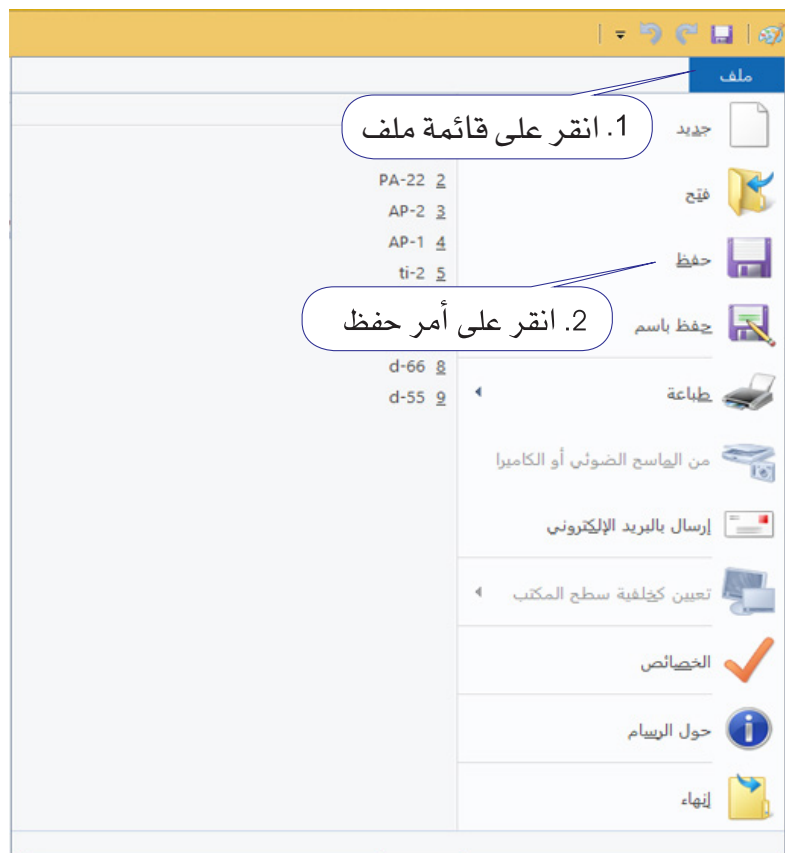 ملف
1. انقر على قائمة ملف
جديد
فتح
حفظ
2. انقر على أمر حفظ
حفظ باسم
طباعة
من الماسح الضوئي أو الكاميرا
إرسال بالبريد الإلكتروني
تعيين كخلفية سطح المكتب
الخصائص
حول الرسام
إنهاء
2 PA-22
3 AP-2
4 AP-1
5 ti-2
8 d-66
9 d-55